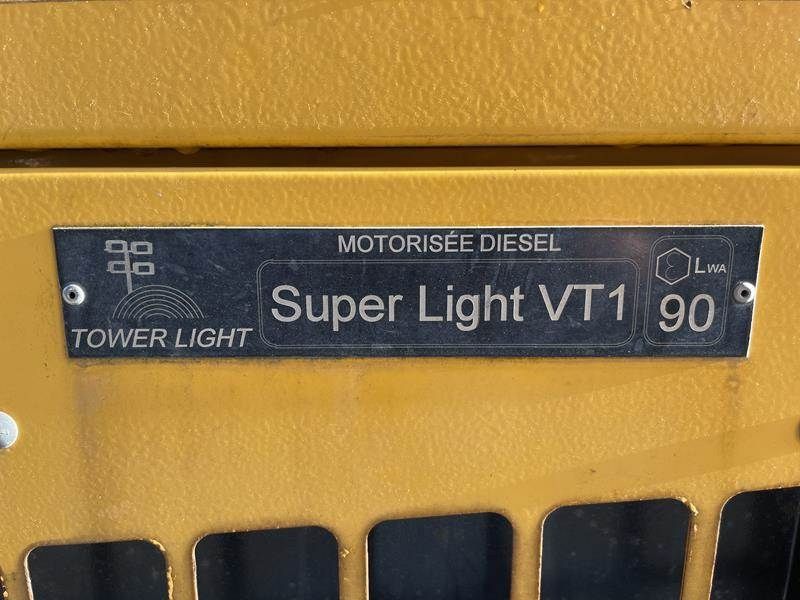 MOTORISÉE DIESEL
TOWER LIGHT
Super Light VT1
LWA
90